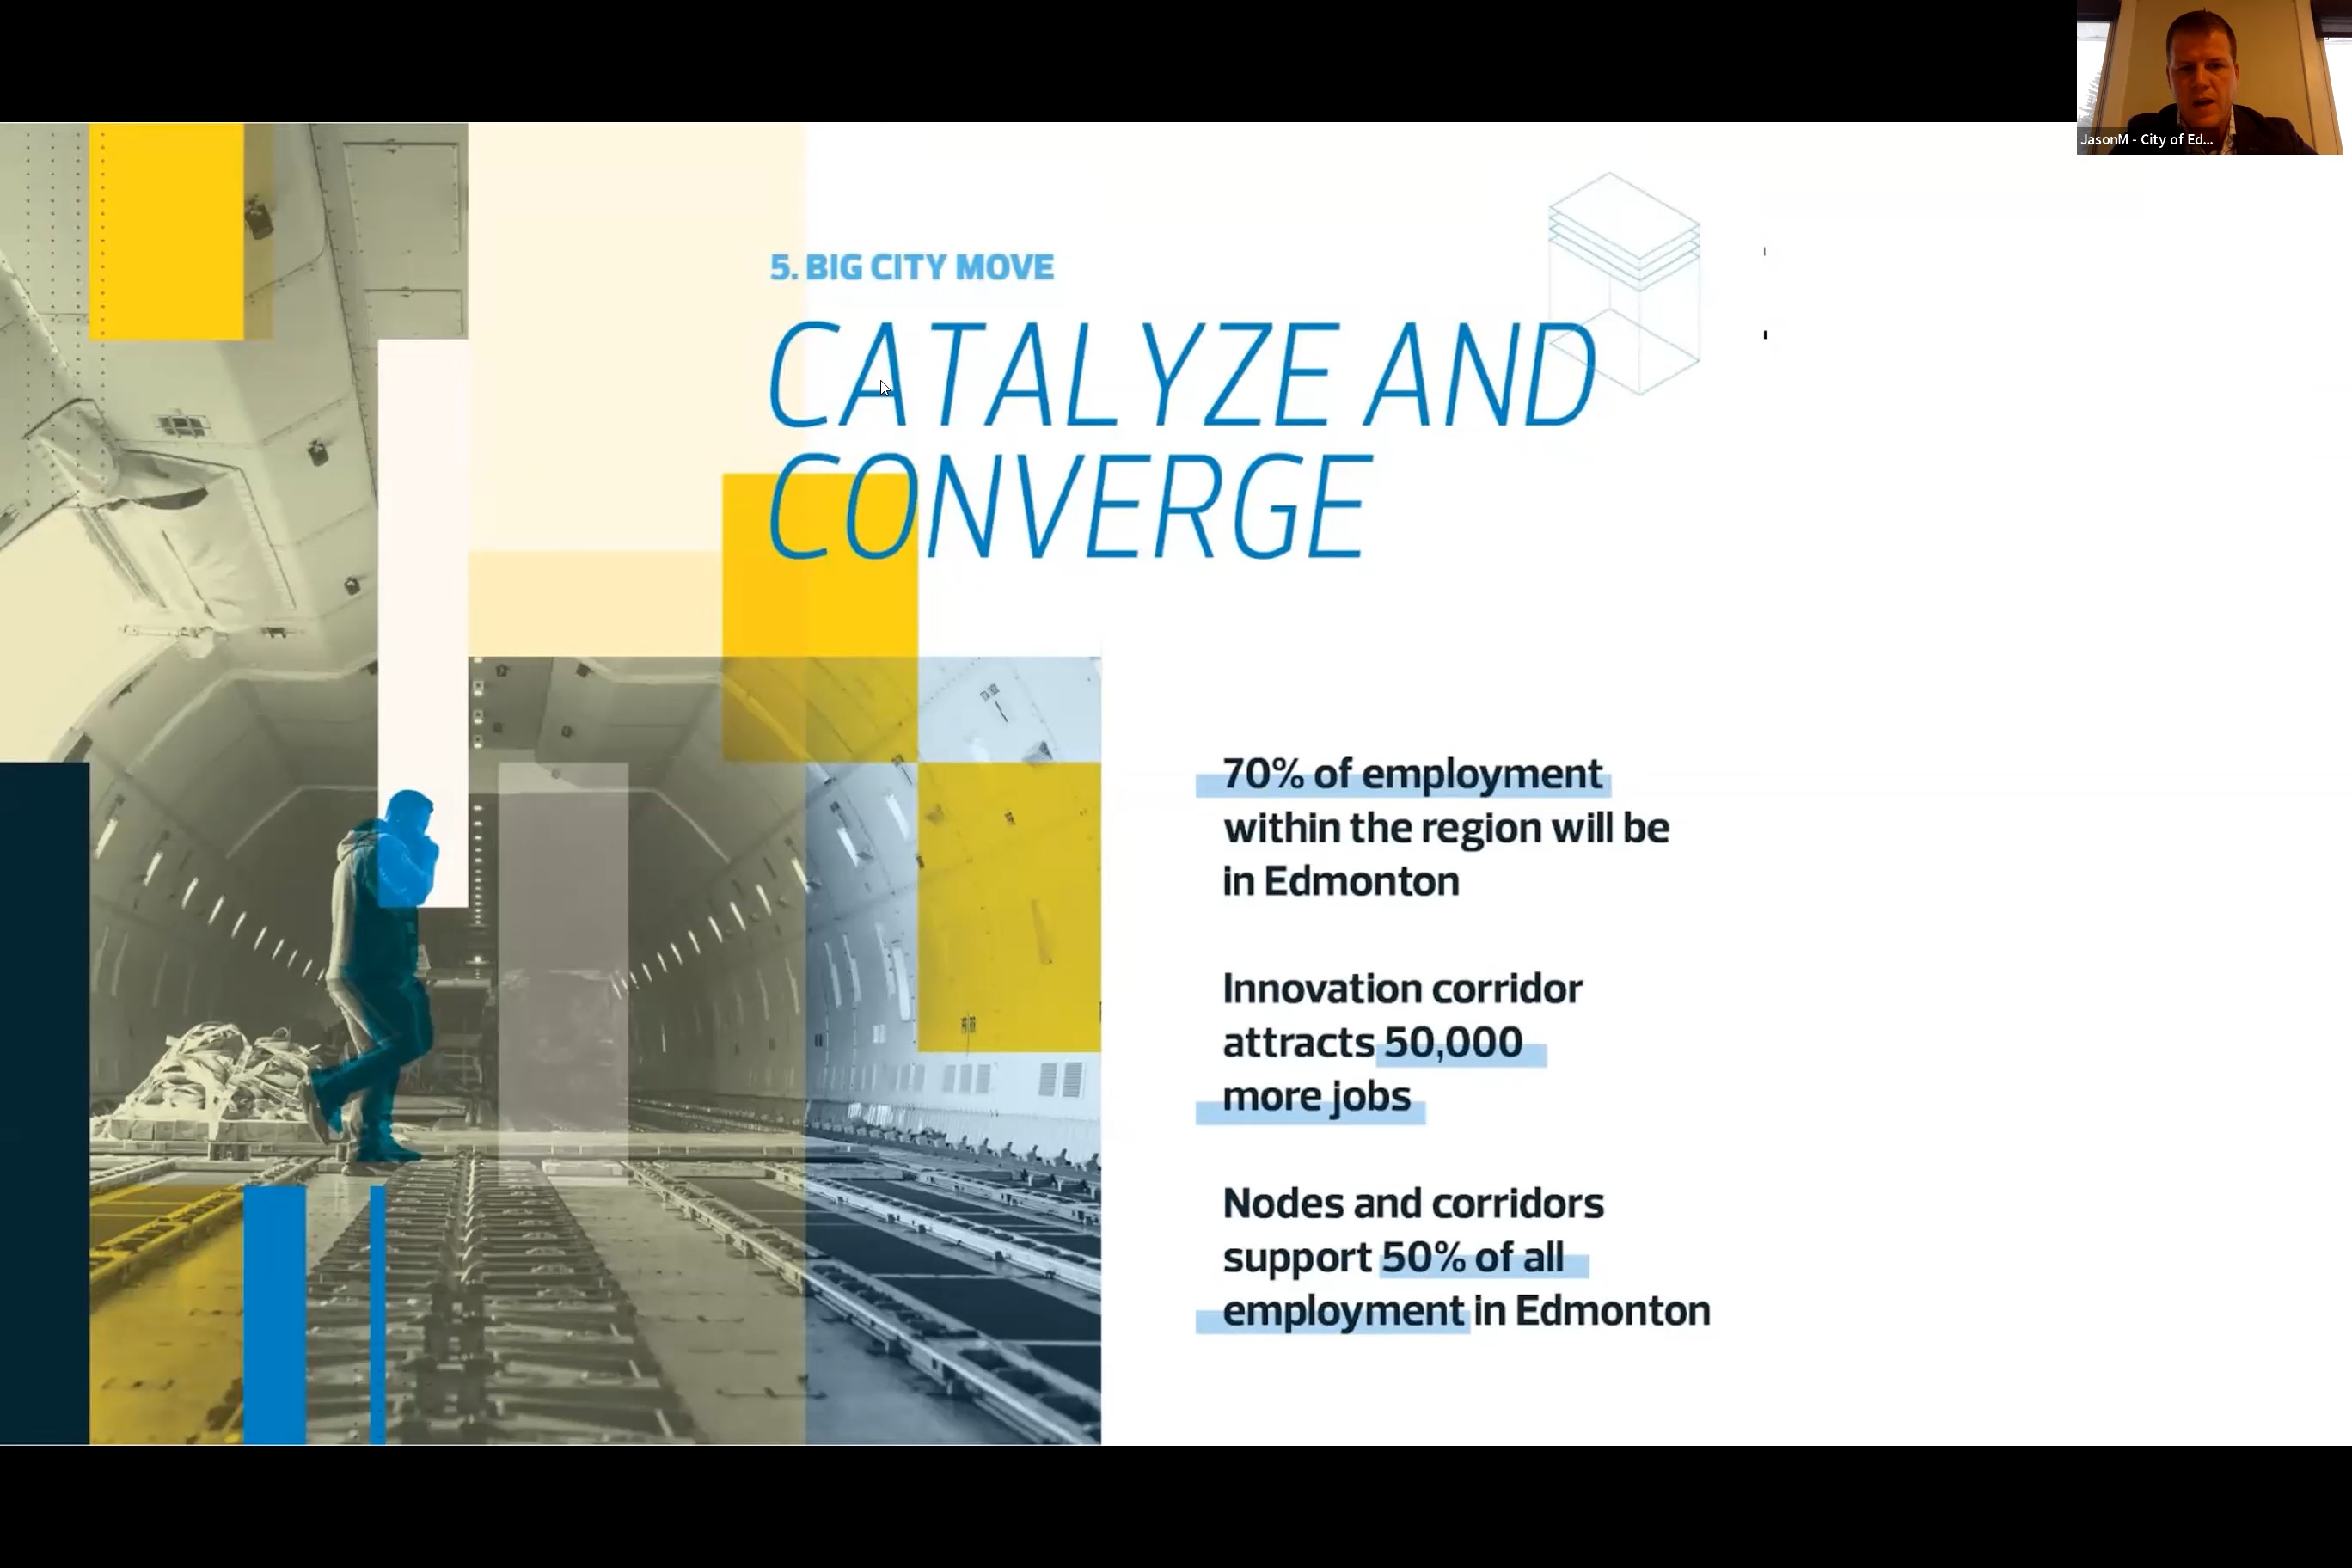 JasonM - City of Ed...
5. BIG CITY MOVE
CATALYZE AND
CONVERGE
70% of employment
within the region will be
in Edmonton
Innovation corridor
attracts 50,000
more jobs
Nodes and corridors
support 50% of all
employment in Edmonton